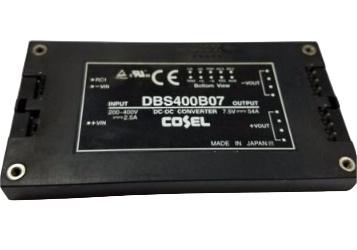 RC1
-VIN
CE
Bottom View
-VOUT
INPUT DBS400B07 OUTPUT
200-400V DC-DC CONVERTER 7.5V 54A
2.5A
+VIN
COSEL
+VOUT
MADE IN JAPAN